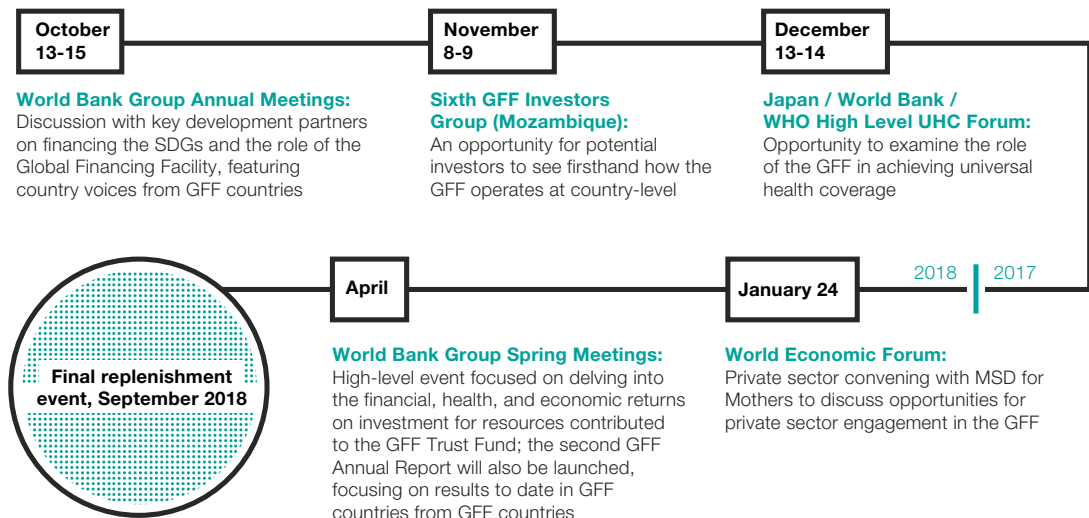 October
13-15
World Bank Group Annual Meetings:
Discussion with key development partners
on financing the SDGs and the role of the
Global Financing Facility, featuring
country voices from GFF countries
November
8-9
Sixth GFF Investors
Group (Mozambique):
An opportunity for potential
investors to see firsthand how the
GFF operates at country-level
December
13-14
Japan / World Bank /
WHO High Level UHC Forum:
Opportunity to examine the role
of the GFF in achieving universal
health coverage
2018 | 2017
January 24
World Economic Forum:
Private sector convening with MSD for
Mothers to discuss opportunities for
private sector engagement in the GFF
April
World Bank Group Spring Meetings:
High-level event focused on delving into
the financial, health, and economic returns
on investment for resources contributed
to the GFF Trust Fund; the second GFF
Annual Report will also be launched,
focusing on results to date in GFF
countries from GFF countries
Final replenishment
event, September 2018